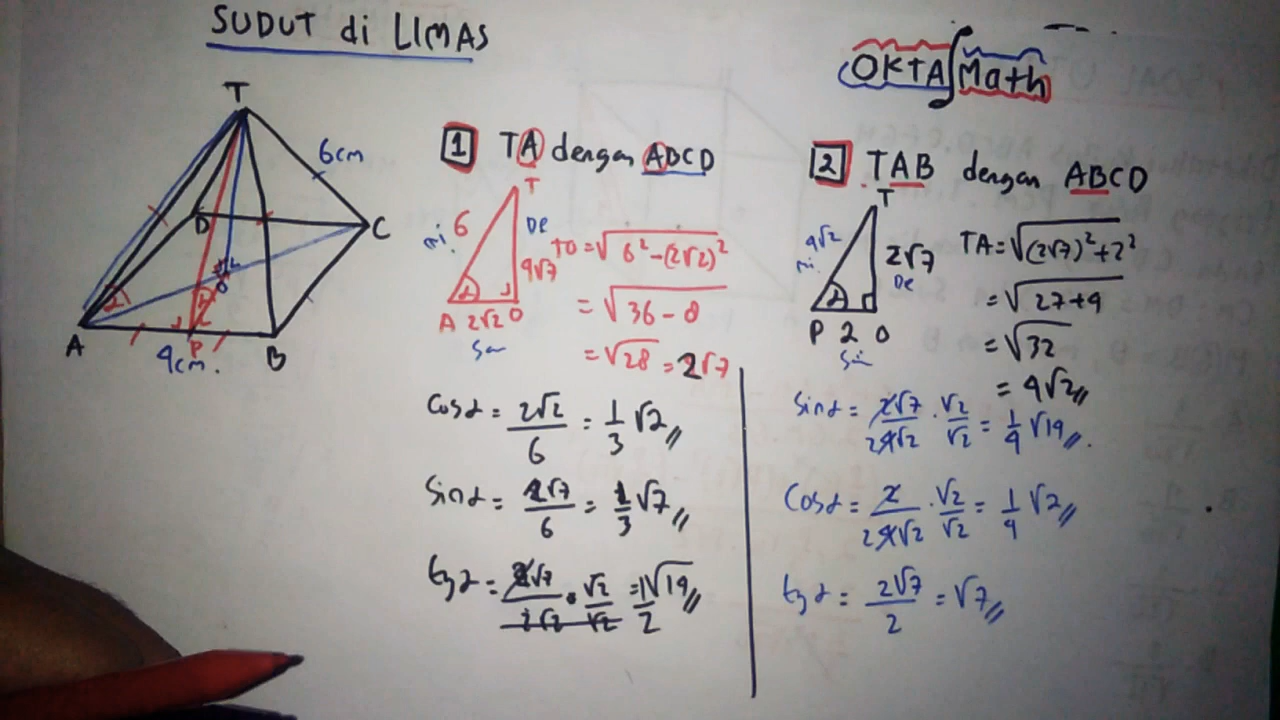 SUDUT di LIMAS
OKTA Math
T
6cm
D
C
O
A
P
B
4cm.
α
α
1 TA dengan ABCD
T
6
mi
De
4√7
α
A 2√2 O
Sa
TO = √6² - (2√2)²
= √36 - 8
= √28 = 2√7
Cos α = 2√2/6 = 1/3 √2 //
Sin α = 2√7/6 = 1/3 √7 //
tg α = 2√7/2√2 . √2/√2 = 1/2 √14 //
2 TAB dengan ABCD
T
4√2
mi
2√7
De
α
P 2 O
Sa
TA = √(2√7)² + 2²
= √27+4
= √32
= 4√2 //
Sin α = 2√7/2 4√2 . √2/√2 = 1/4 √14 //.
Cos α = 2/2 4√2 . √2/√2 = 1/4 √2 //
tg α = 2√7/2 = √7 //